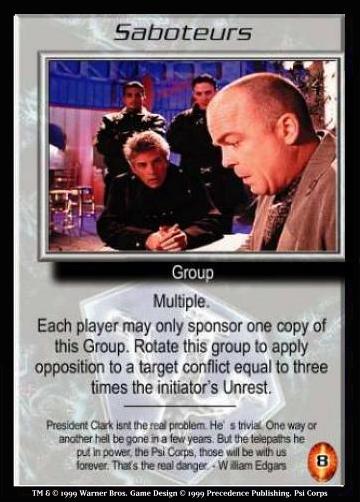 Saboteurs
Group
Multiple.
Each player may only sponsor one copy of
this Group. Rotate this group to apply
opposition to a target conflict equal to three
times the initiator's Unrest.
President Clark isnt the real problem. He' s trivial. One way or
another hell be gone in a few years. But the telepaths he
put in power, the Psi Corps, those will be with us
forever. That's the real danger. - W illiam Edgars
8
TM & © 1999 Warner Bros. Game Design © 1999 Precedence Publishing. Psi Corps